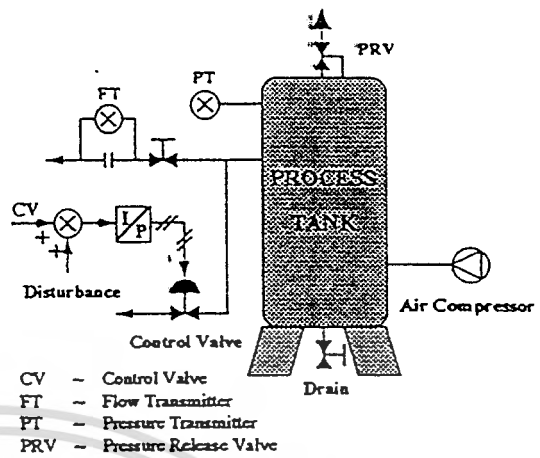 PRV
PT
FT
PROCESS
TANK
CV
+
+
I
P
Disturbance
Air Compressor
Control Valve
Drain
CV ~ Control Valve
FT ~ Flow Transmitter
PT ~ Pressure Transmitter
PRV ~ Pressure Release Valve